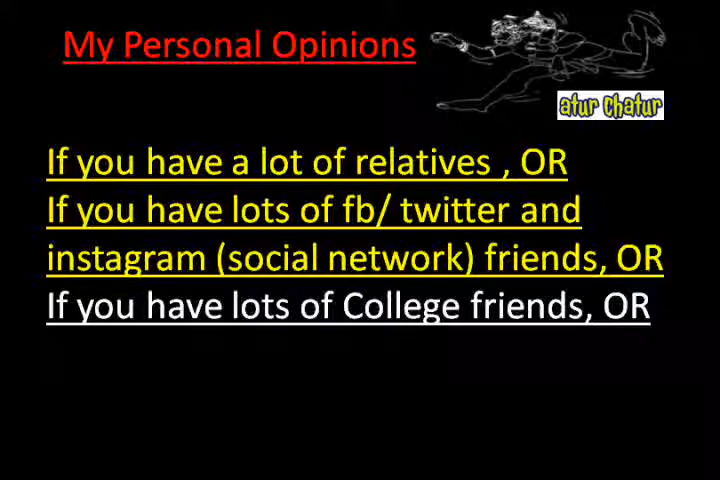 My Personal Opinions
atur chatur
If you have a lot of relatives , OR
If you have lots of fb/ twitter and
instagram (social network) friends, OR
If you have lots of College friends, OR